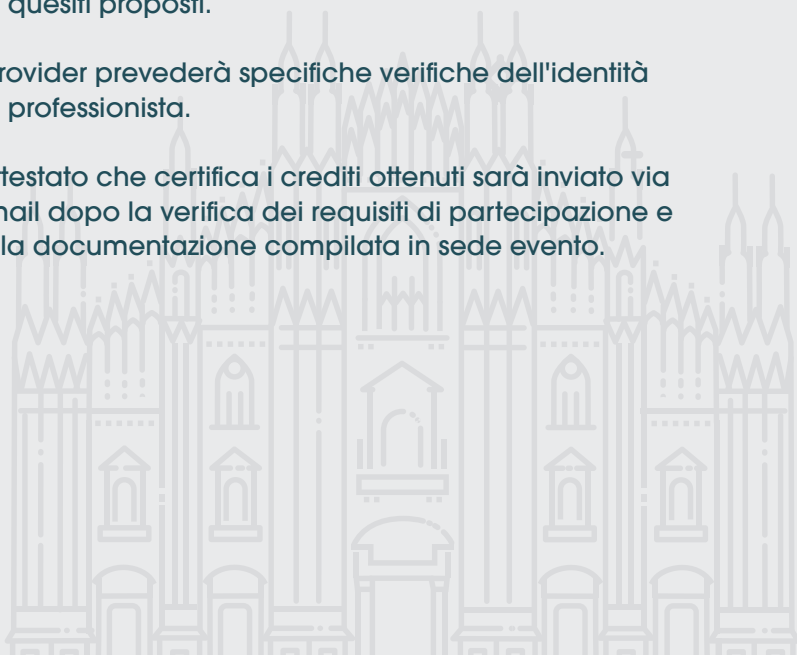 quesiti proposti.
rovider prevederà specifiche verifiche dell'identità
professionista.
ttestato che certifica i crediti ottenuti sarà inviato via
nail dopo la verifica dei requisiti di partecipazione e
la documentazione compilata in sede evento.